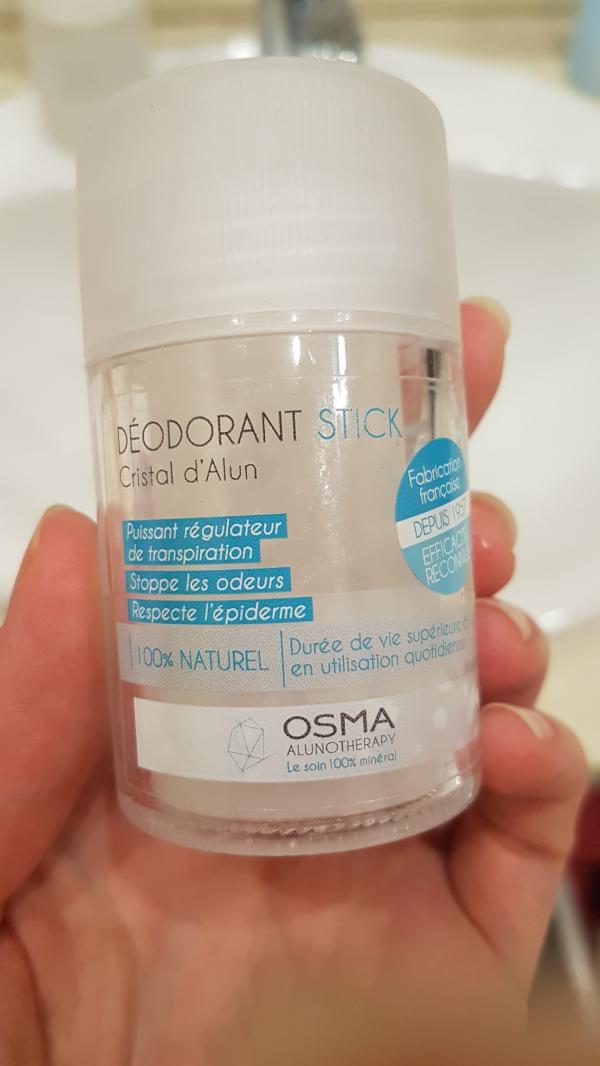 DÉODORANT STICK
Cristal d'Alun
Fabrication
française
DEPUIS 1957
EFFICACITÉ
RECONNUE
Puissant régulateur
de transpiration
Stoppe les odeurs
Respecte l'épiderme
100% NATUREL
Durée de vie supérieure à
en utilisation quotidienne
OSMA
ALUNOTHERAPY
Le soin 100% minéral